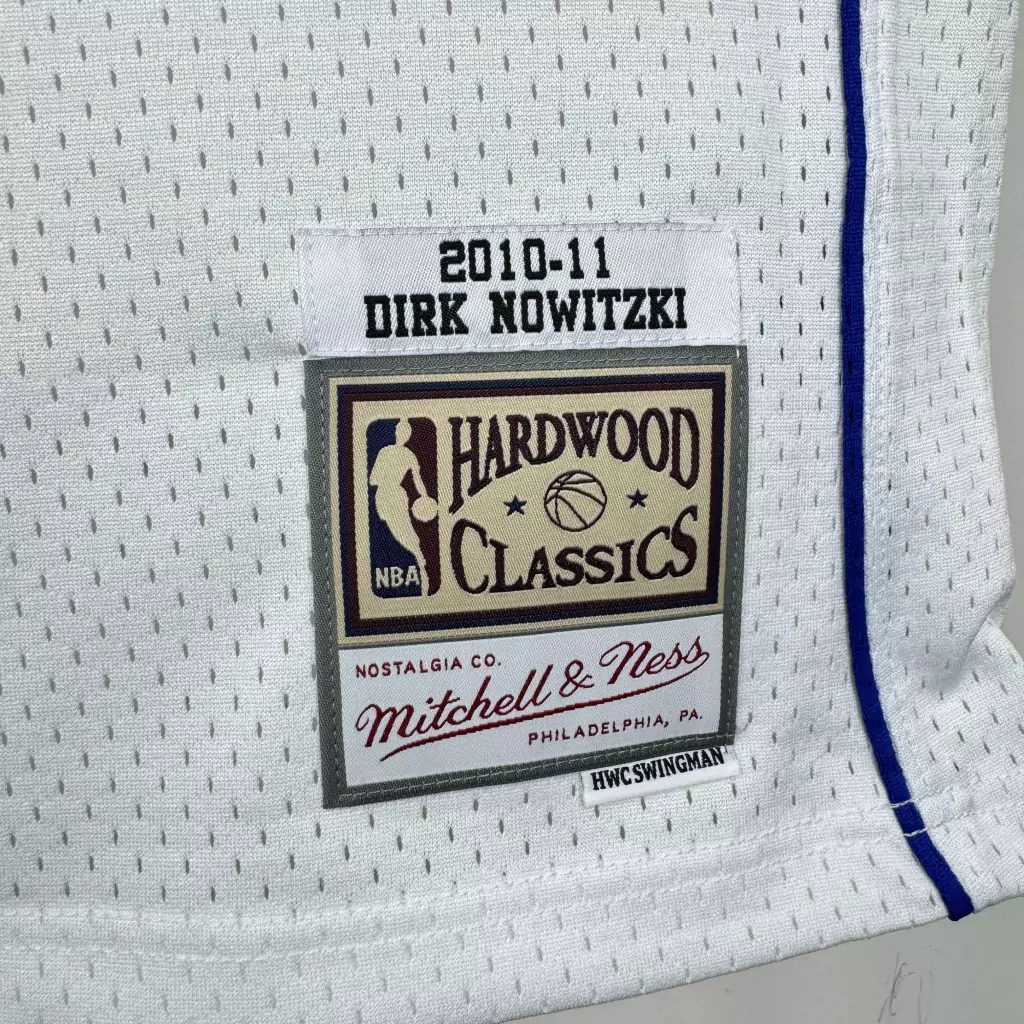 2010-11
DIRK NOWITZKI
HARDWOOD
CLASSICS
NBA
NOSTALGIA CO.
Mitchell & Ness
PHILADELPHIA, PA.
HWC SWINGMAN